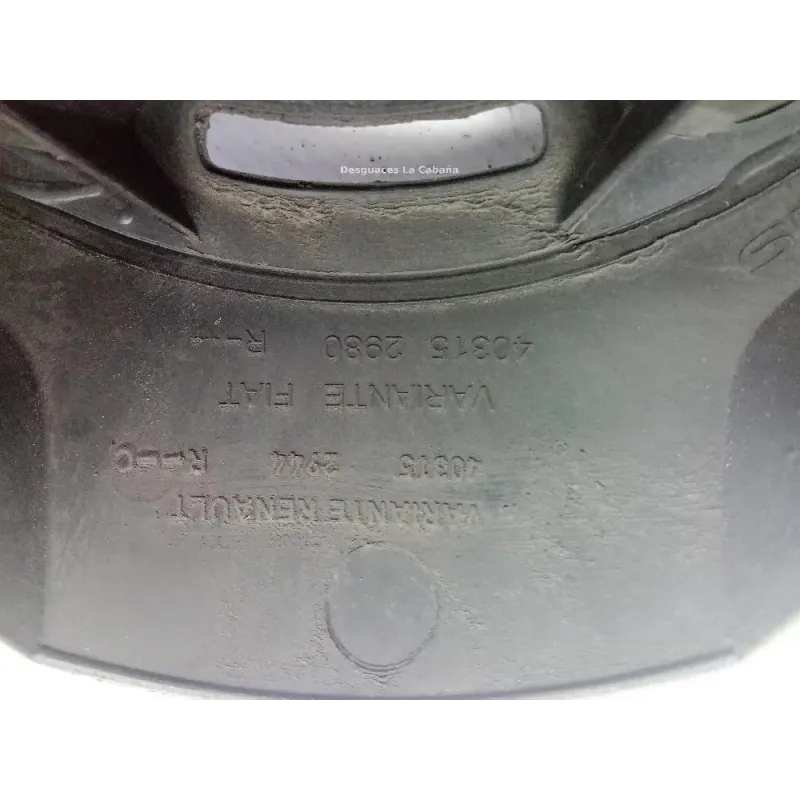 Desguaces La Cabaña
VARIANTE RENAULT
40315 2944 R---C
VARIANTE FIAT
40315 2980 R---